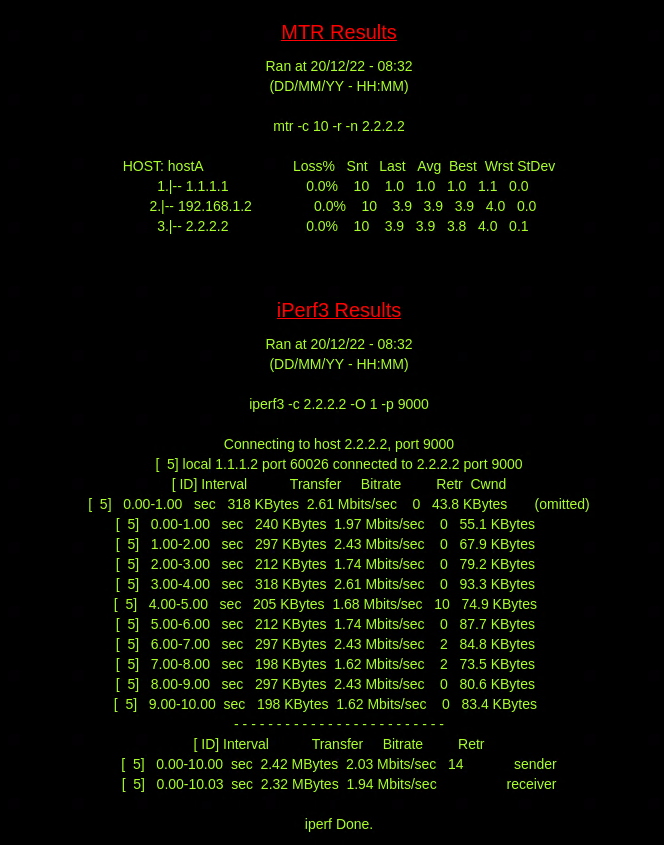 MTR Results
Ran at 20/12/22 - 08:32
(DD/MM/YY - HH:MM)
mtr -c 10 -r -n 2.2.2.2
HOST: hostA Loss% Snt Last Avg Best Wrst StDev
1.|-- 1.1.1.1 0.0% 10 1.0 1.0 1.0 1.1 0.0
2.|-- 192.168.1.2 0.0% 10 3.9 3.9 3.9 4.0 0.0
3.|-- 2.2.2.2 0.0% 10 3.9 3.9 3.8 4.0 0.1
iPerf3 Results
Ran at 20/12/22 - 08:32
(DD/MM/YY - HH:MM)
iperf3 -c 2.2.2.2 -O 1 -p 9000
Connecting to host 2.2.2.2, port 9000
[ 5] local 1.1.1.2 port 60026 connected to 2.2.2.2 port 9000
[ ID] Interval Transfer Bitrate Retr Cwnd
[ 5] 0.00-1.00 sec 318 KBytes 2.61 Mbits/sec 0 43.8 KBytes (omitted)
[ 5] 0.00-1.00 sec 240 KBytes 1.97 Mbits/sec 0 55.1 KBytes
[ 5] 1.00-2.00 sec 297 KBytes 2.43 Mbits/sec 0 67.9 KBytes
[ 5] 2.00-3.00 sec 212 KBytes 1.74 Mbits/sec 0 79.2 KBytes
[ 5] 3.00-4.00 sec 318 KBytes 2.61 Mbits/sec 0 93.3 KBytes
[ 5] 4.00-5.00 sec 205 KBytes 1.68 Mbits/sec 10 74.9 KBytes
[ 5] 5.00-6.00 sec 212 KBytes 1.74 Mbits/sec 0 87.7 KBytes
[ 5] 6.00-7.00 sec 297 KBytes 2.43 Mbits/sec 2 84.8 KBytes
[ 5] 7.00-8.00 sec 198 KBytes 1.62 Mbits/sec 2 73.5 KBytes
[ 5] 8.00-9.00 sec 297 KBytes 2.43 Mbits/sec 0 80.6 KBytes
[ 5] 9.00-10.00 sec 198 KBytes 1.62 Mbits/sec 0 83.4 KBytes
- - - - - - - - - - - - - - - - - - - - - - - - -
[ ID] Interval Transfer Bitrate Retr
[ 5] 0.00-10.00 sec 2.42 MBytes 2.03 Mbits/sec 14 sender
[ 5] 0.00-10.03 sec 2.32 MBytes 1.94 Mbits/sec receiver
iperf Done.